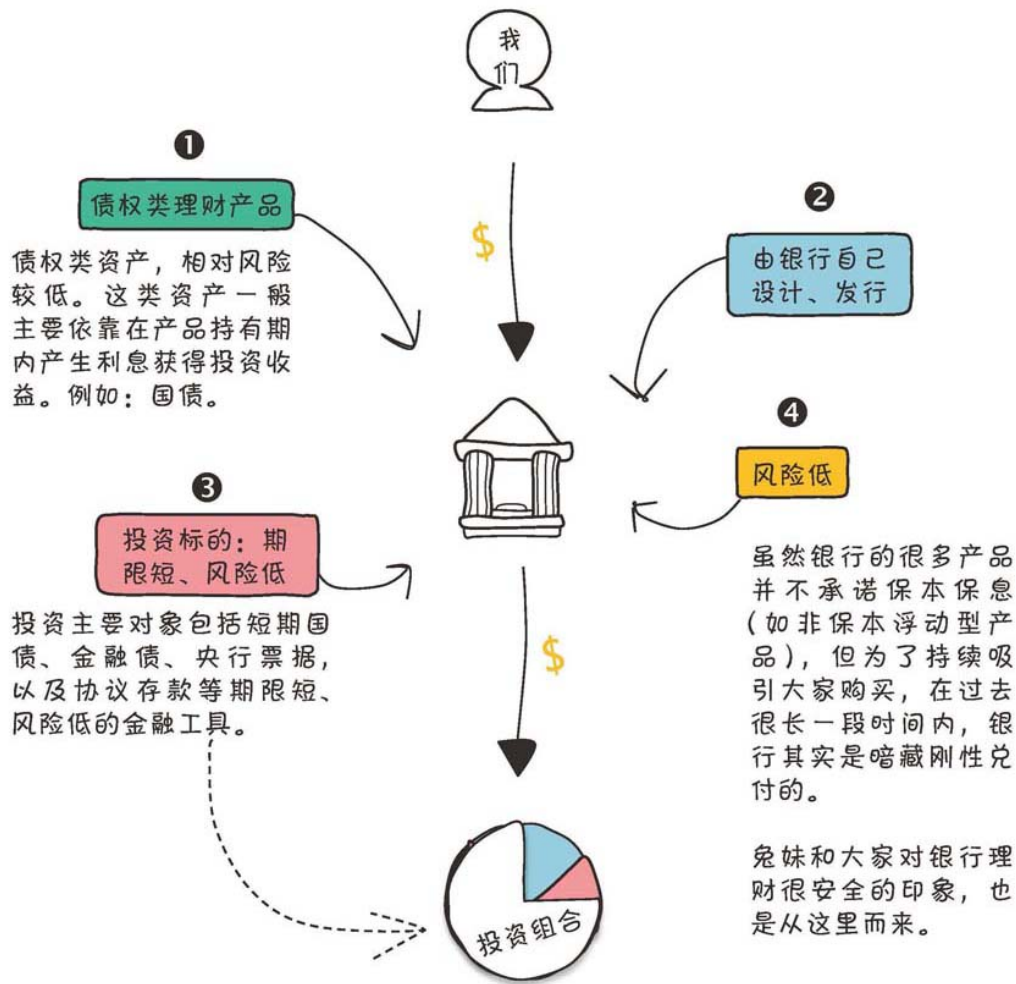 我
们
❶
债权类理财产品
债权类资产，相对风险
较低。这类资产一般
主要依靠在产品持有期
内产生利息获得投资收
益。例如：国债。
$
❷
由银行自己
设计、发行
❸
投资标的：期
限短、风险低
投资主要对象包括短期国
债、金融债、央行票据，
以及协议存款等期限短、
风险低的金融工具。
❹
风险低
虽然银行的很多产品
并不承诺保本保息
（如非保本浮动型产
品），但为了持续吸
引大家购买，在过去
很长一段时间内，银
行其实是暗藏刚性兑
付的。
兔妹和大家对银行理
财很安全的印象，也
是从这里而来。
$
投资组合